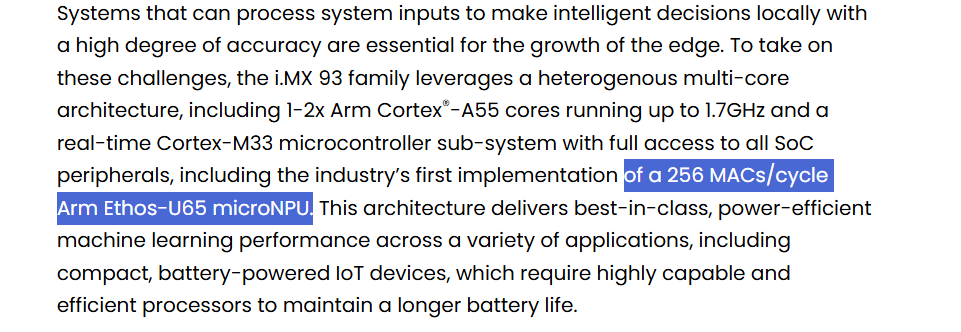 Systems that can process system inputs to make intelligent decisions locally with
a high degree of accuracy are essential for the growth of the edge. To take on
these challenges, the i.MX 93 family leverages a heterogenous multi-core
architecture, including 1-2x Arm Cortex®-A55 cores running up to 1.7GHz and a
real-time Cortex-M33 microcontroller sub-system with full access to all SoC
peripherals, including the industry’s first implementation of a 256 MACs/cycle
Arm Ethos-U65 microNPU. This architecture delivers best-in-class, power-efficient
machine learning performance across a variety of applications, including
compact, battery-powered IoT devices, which require highly capable and
efficient processors to maintain a longer battery life.